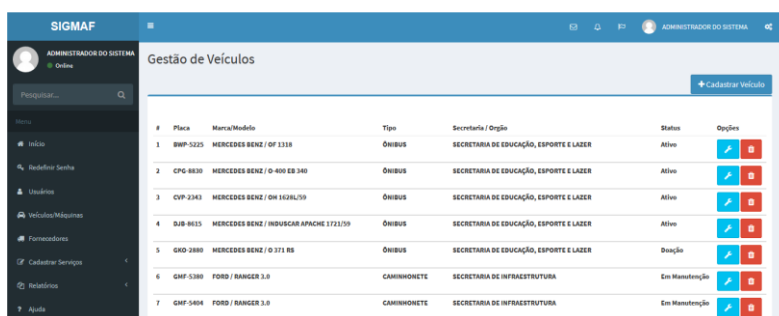 SIGMAF
ADMINISTRADOR DO SISTEMA
ADMINISTRADOR DO SISTEMA
Online
Pesquisar...
Menu
Início
Redefinir Senha
Usuários
Veículos/Máquinas
Fornecedores
Cadastrar Serviços
Relatórios
Ajuda
Gestão de Veículos
Cadastrar Veículo
# Placa Marca/Modelo Tipo Secretaria / Orgão Status Opções
1 BWP-5225 MERCEDES BENZ / OF 1318 ÔNIBUS SECRETARIA DE EDUCAÇÃO, ESPORTE E LAZER Ativo
2 CPG-8830 MERCEDES BENZ / O-400 EB 340 ÔNIBUS SECRETARIA DE EDUCAÇÃO, ESPORTE E LAZER Ativo
3 CVP-2343 MERCEDES BENZ / OH 1628L/59 ÔNIBUS SECRETARIA DE EDUCAÇÃO, ESPORTE E LAZER Ativo
4 DJB-8615 MERCEDES BENZ / INDUSCAR APACHE 1721/59 ÔNIBUS SECRETARIA DE EDUCAÇÃO, ESPORTE E LAZER Ativo
5 GKO-2880 MERCEDES BENZ / O 371 RS ÔNIBUS SECRETARIA DE EDUCAÇÃO, ESPORTE E LAZER Doação
6 GMF-5380 FORD / RANGER 3.0 CAMINHONETE SECRETARIA DE INFRAESTRUTURA Em Manutenção
7 GMF-5404 FORD / RANGER 3.0 CAMINHONETE SECRETARIA DE INFRAESTRUTURA Em Manutenção